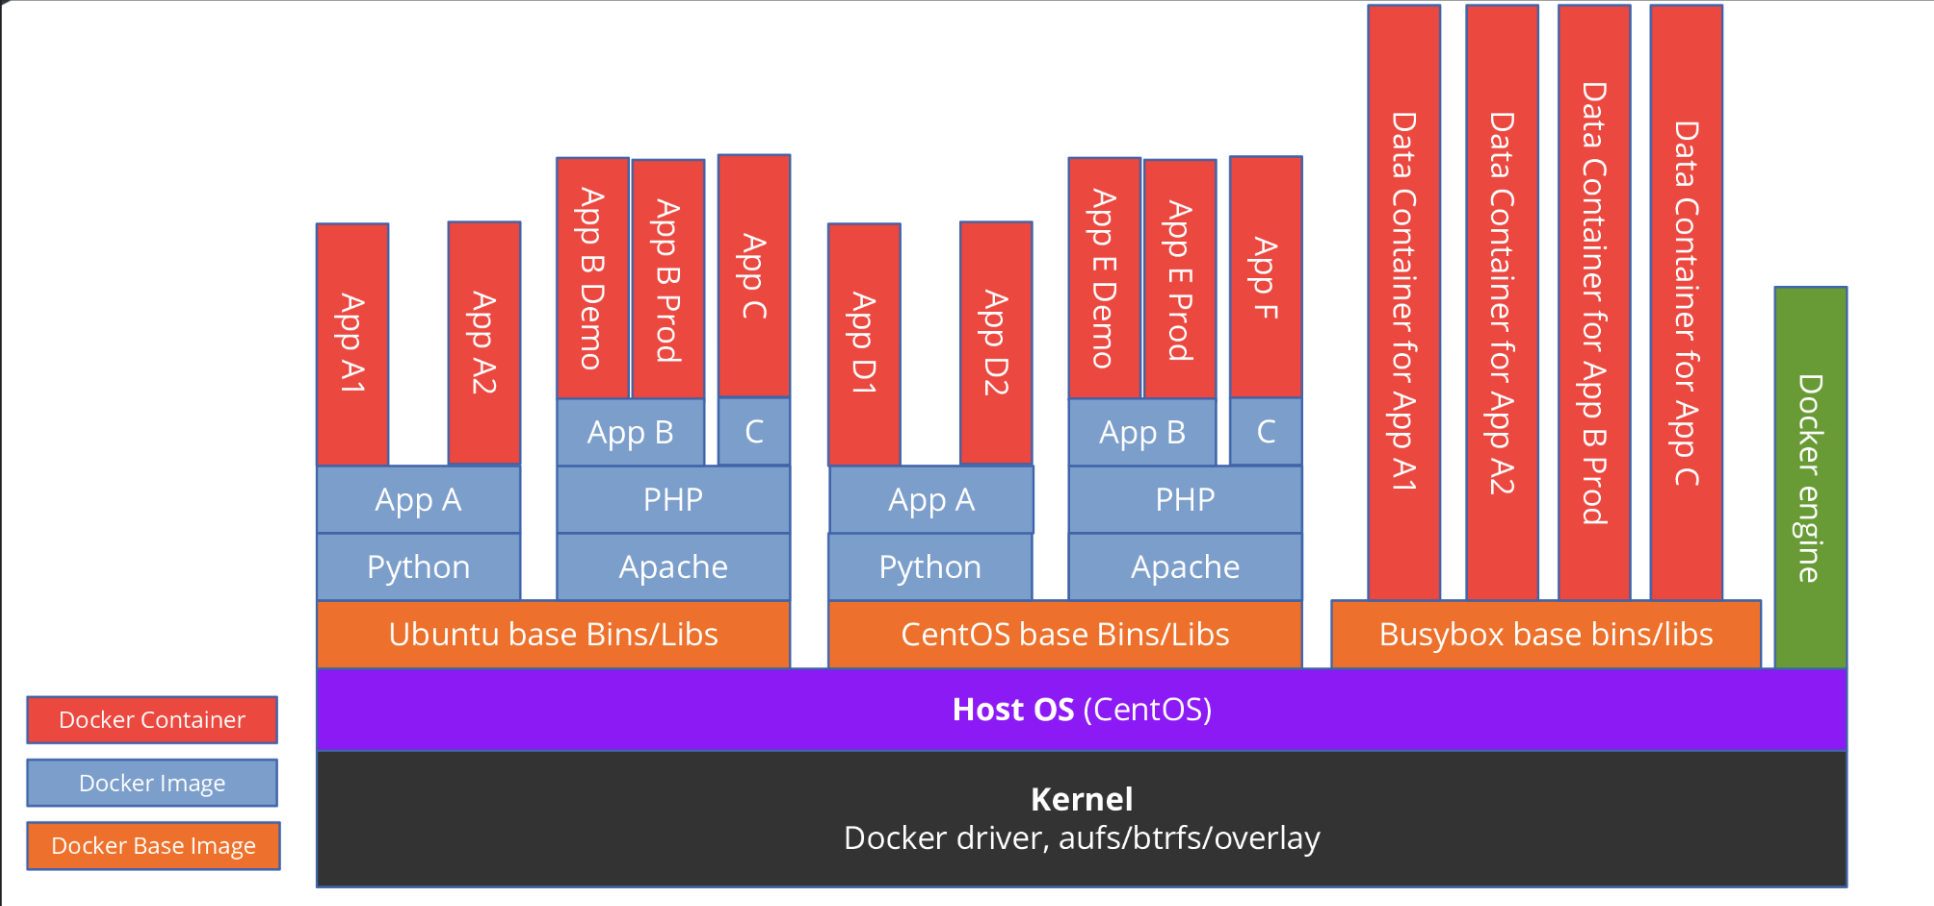 App A1
App A2
App B Demo
App B Prod
App C
App D1
App D2
App E Demo
App E Prod
App F
Data Container for App A1
Data Container for App A2
Data Container for App B Prod
Data Container for App C
Docker engine
App B
C
App B
C
App A
PHP
App A
PHP
Python
Apache
Python
Apache
Ubuntu base Bins/Libs
CentOS base Bins/Libs
Busybox base bins/libs
Host OS (CentOS)
Kernel
Docker driver, aufs/btrfs/overlay
Docker Container
Docker Image
Docker Base Image